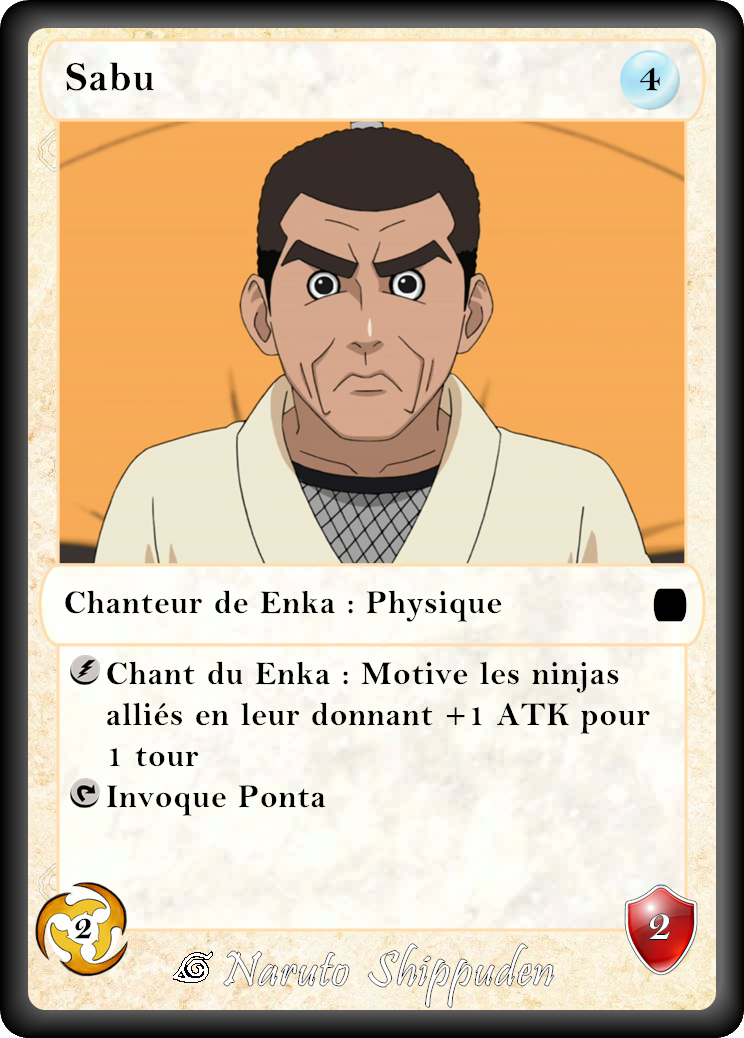 Sabu
4
Chanteur de Enka : Physique
Chant du Enka : Motive les ninjas
alliés en leur donnant +1 ATK pour
1 tour
Invoque Ponta
2
2
Naruto Shippuden